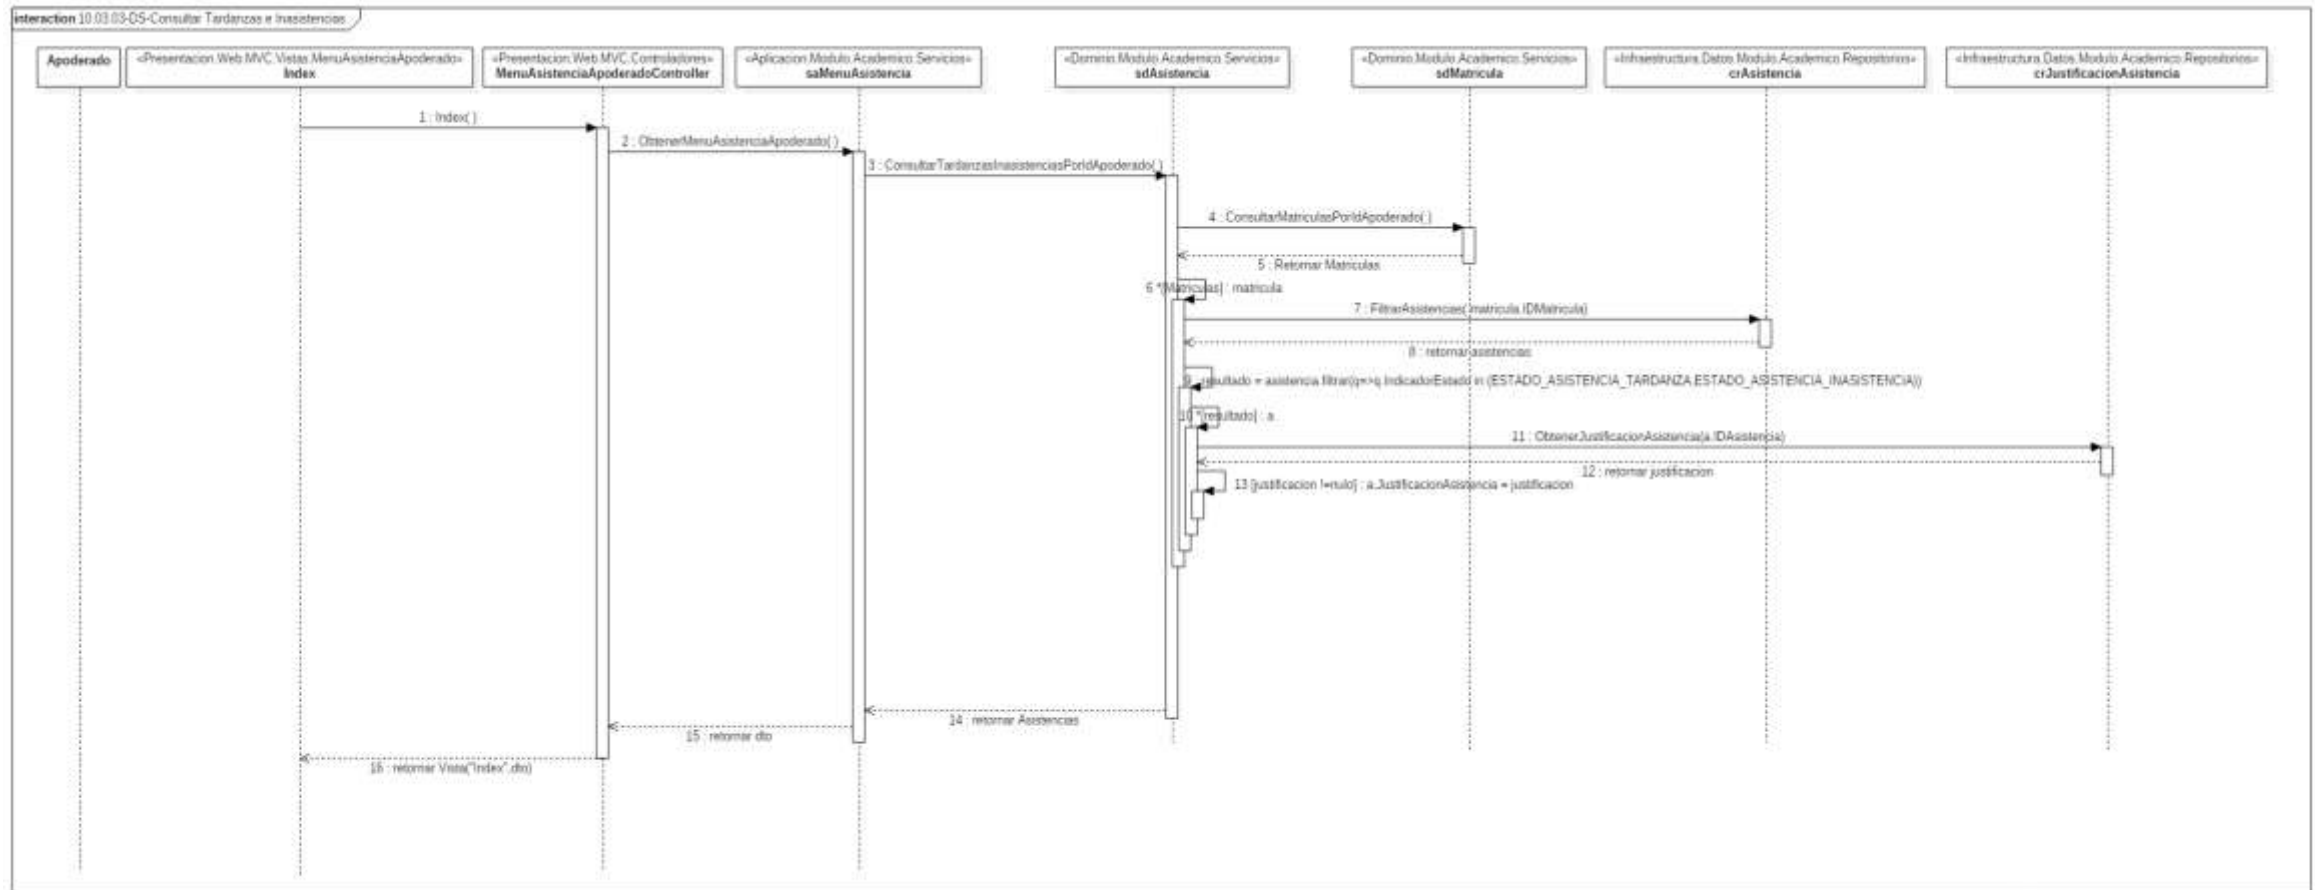 interaction 10.03.03-DS-Consultar Tardanzas e Inasistencias
Apoderado
«Presentacion.Web.MVC.Vistas.MenuAsistenciaApoderado»
Index
«Presentacion.Web.MVC.Controladores»
MenuAsistenciaApoderadoController
«Aplicacion.Modulo.Academico.Servicios»
saMenuAsistencia
«Dominio.Modulo.Academico.Servicios»
sdAsistencia
«Dominio.Modulo.Academico.Servicios»
sdMatricula
«Infraestructura.Datos.Modulo.Academico.Repositorios»
crAsistencia
«Infraestructura.Datos.Modulo.Academico.Repositorios»
crJustificacionAsistencia
1 : Index( )
2 : ObtenerMenuAsistenciaApoderado( )
3 : ConsultarTardanzasInasistenciasPorIdApoderado( )
4 : ConsultarMatriculasPorIdApoderado( )
5 : Retornar Matriculas
6 *[Matriculas] : matricula
7 : FiltrarAsistencias( matricula.IDMatricula)
8 : retornar asistencias
9 : resultado = asistencia.filtrar(q=>q.IndicadorEstado in (ESTADO_ASISTENCIA_TARDANZA.ESTADO_ASISTENCIA_INASISTENCIA))
10 *[resultado] : a
11 : ObtenerJustificacionAsistencia(a.IDAsistencia)
12 : retornar justificacion
13 [justificacion !=nulo] : a.JustificacionAsistencia = justificacion
14 : retornar Asistencias
15 : retornar dto
16 : retornar Vista("Index",dto)